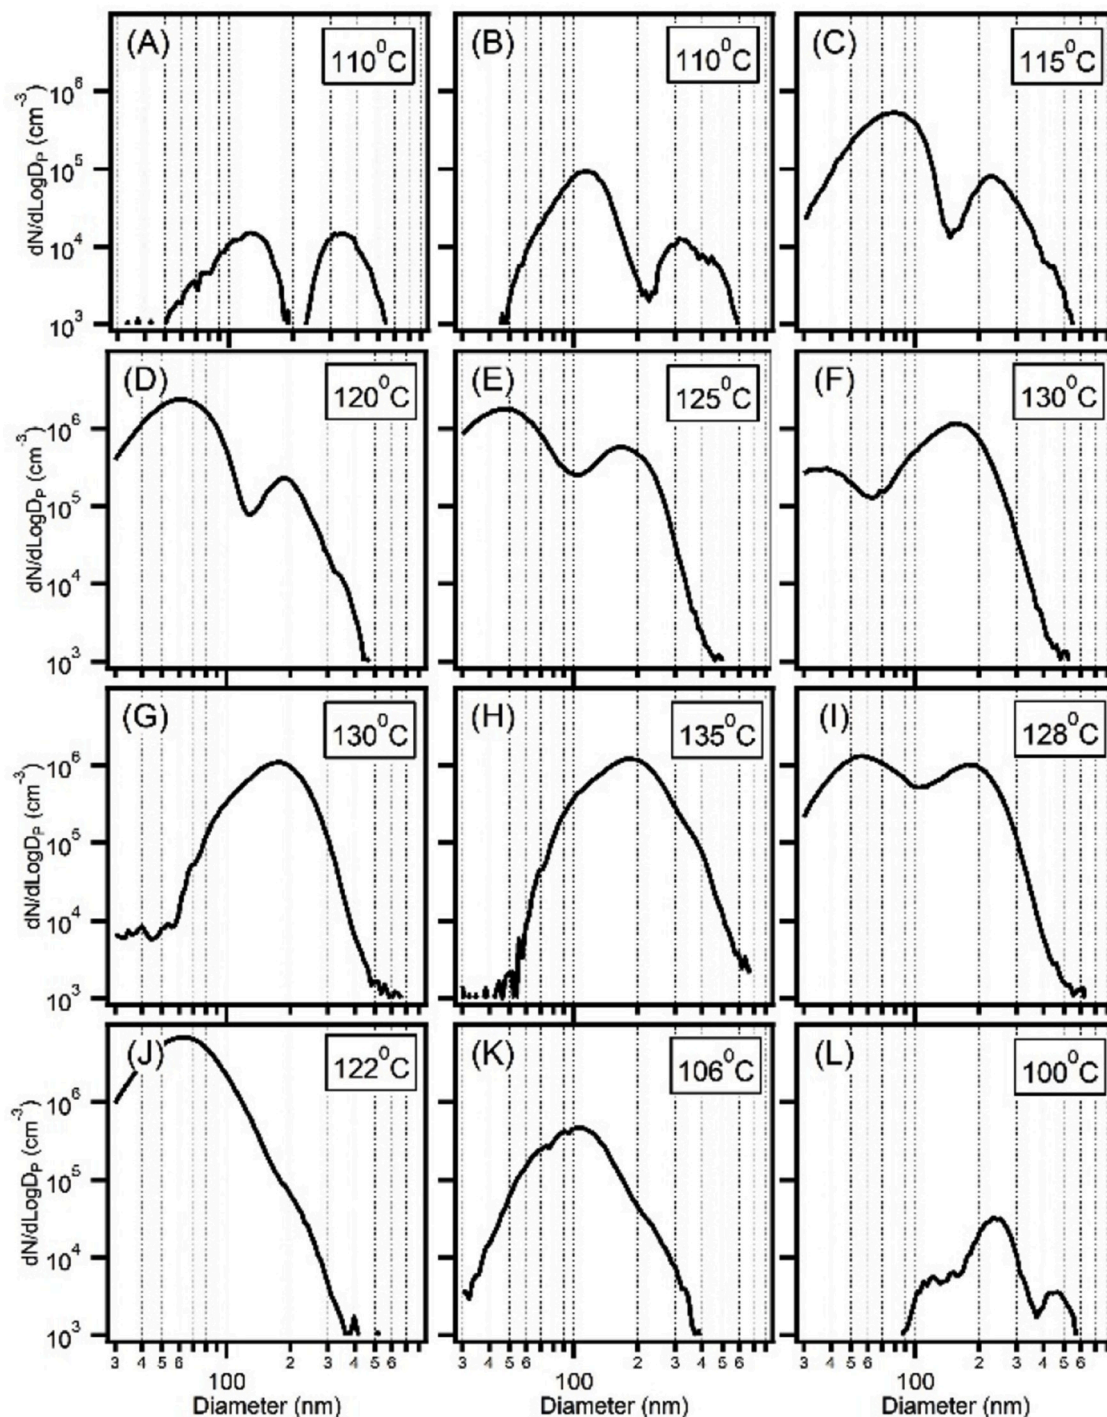 (A) 110⁰C (B) 110⁰C (C) 115⁰C
dN/dLogDₚ (cm⁻³) 10⁶ 10⁵ 10⁴ 10³
(D) 120⁰C (E) 125⁰C (F) 130⁰C
dN/dLogDₚ (cm⁻³) 10⁶ 10⁵ 10⁴ 10³
(G) 130⁰C (H) 135⁰C (I) 128⁰C
dN/dLogDₚ (cm⁻³) 10⁶ 10⁵ 10⁴ 10³
(J) 122⁰C (K) 106⁰C (L) 100⁰C
dN/dLogDₚ (cm⁻³) 10⁶ 10⁵ 10⁴ 10³
3 4 5 6 2 3 4 5 6 3 4 5 6 2 3 4 5 6 3 4 5 6 2 3 4 5 6
100 100 100
Diameter (nm) Diameter (nm) Diameter (nm)